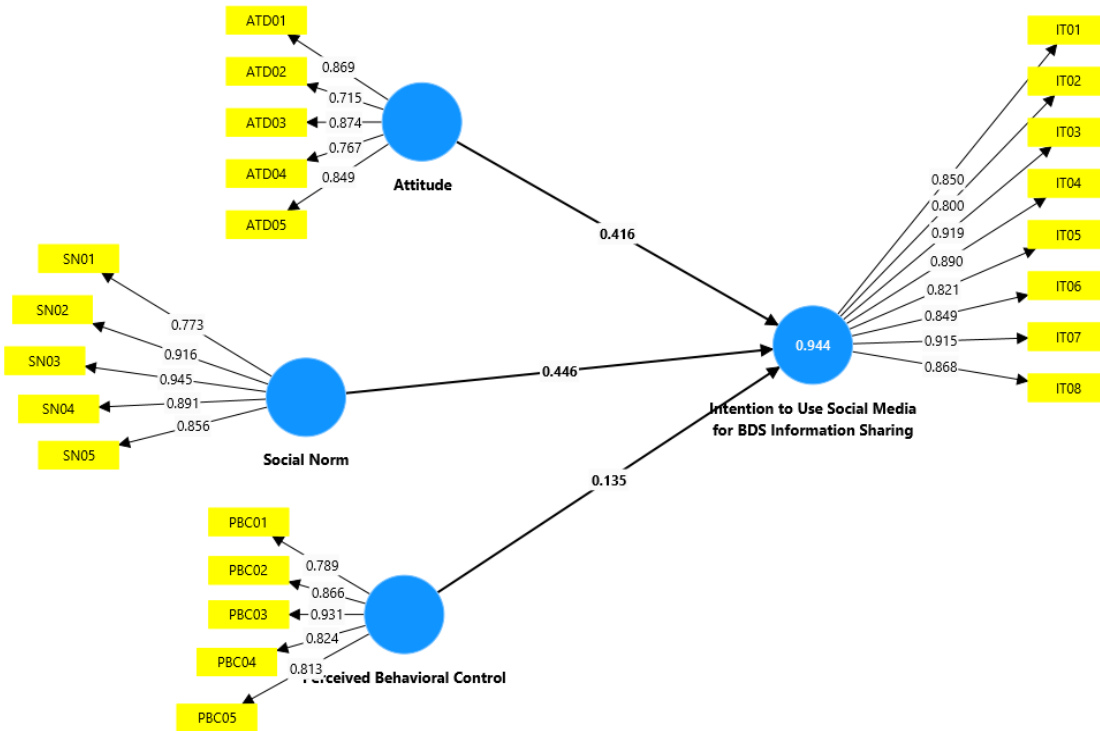 ATD01
ATD02
ATD03
ATD04
ATD05
0.869
0.715
0.874
0.767
0.849
Attitude
SN01
SN02
SN03
SN04
SN05
0.773
0.916
0.945
0.891
0.856
Social Norm
PBC01
PBC02
PBC03
PBC04
PBC05
0.789
0.866
0.931
0.824
0.813
Perceived Behavioral Control
0.416
0.446
0.135
0.944
Intention to Use Social Media
for BDS Information Sharing
0.850
0.800
0.919
0.890
0.821
0.849
0.915
0.868
IT01
IT02
IT03
IT04
IT05
IT06
IT07
IT08